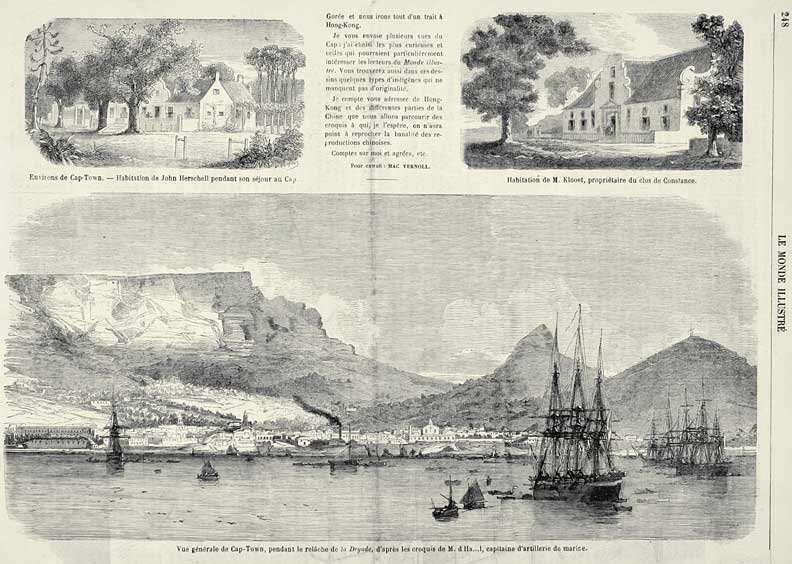 248
LE MONDE ILLUSTRÉ
Gorée et nous irons tout d'un trait à
Hong-Kong.
Je vous envoie plusieurs vues du
Cap: j'ai choisi les plus curieuses et
celles qui pourraient particulièrement
intéresser les lecteurs du Monde illus-
tré. Vous trouverez aussi dans ces des-
sins quelques types d'indigènes qui ne
manquent pas d'originalité.
Je compte vous adresser de Hong-
Kong et des différentes parties de la
Chine que nous allons parcourir des
croquis à qui, je l'espère, on n'aura
point à reprocher la banalité des re-
productions chinoises.
Comptes sur moi et agréez, etc.
Pour extrait: MAC VERNOLL.
Environs de Cap-Town. — Habitation de John Herschell pendant son séjour au Cap.
Habitation de M. Klooet, propriétaire du clos de Constance.
Vue générale de Cap-Town, pendant le relâche de la Dryade, d'après les croquis de M. d Ha...l, capitaine d'artillerie de marine.